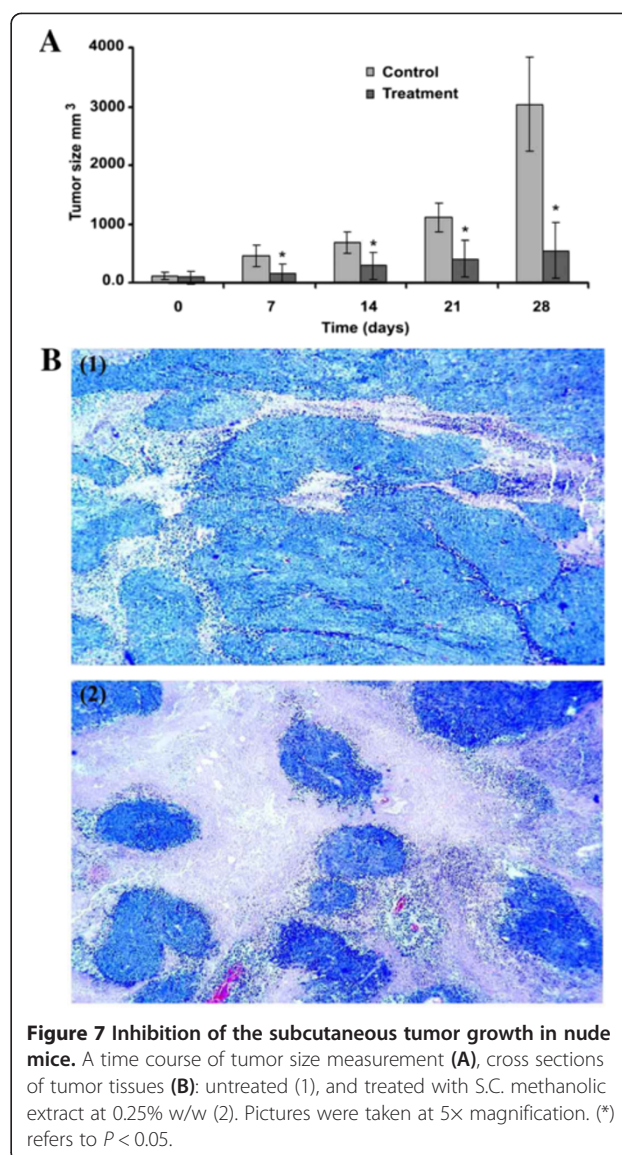 A
4000
3000
2000
1000
0.0
Tumor size mm 3
Control
Treatment
*
*
*
*
0 7 14 21 28
Time (days)
B
(1)
(2)
Figure 7 Inhibition of the subcutaneous tumor growth in nude
mice. A time course of tumor size measurement (A), cross sections
of tumor tissues (B): untreated (1), and treated with S.C. methanolic
extract at 0.25% w/w (2). Pictures were taken at 5× magnification. (*)
refers to P < 0.05.